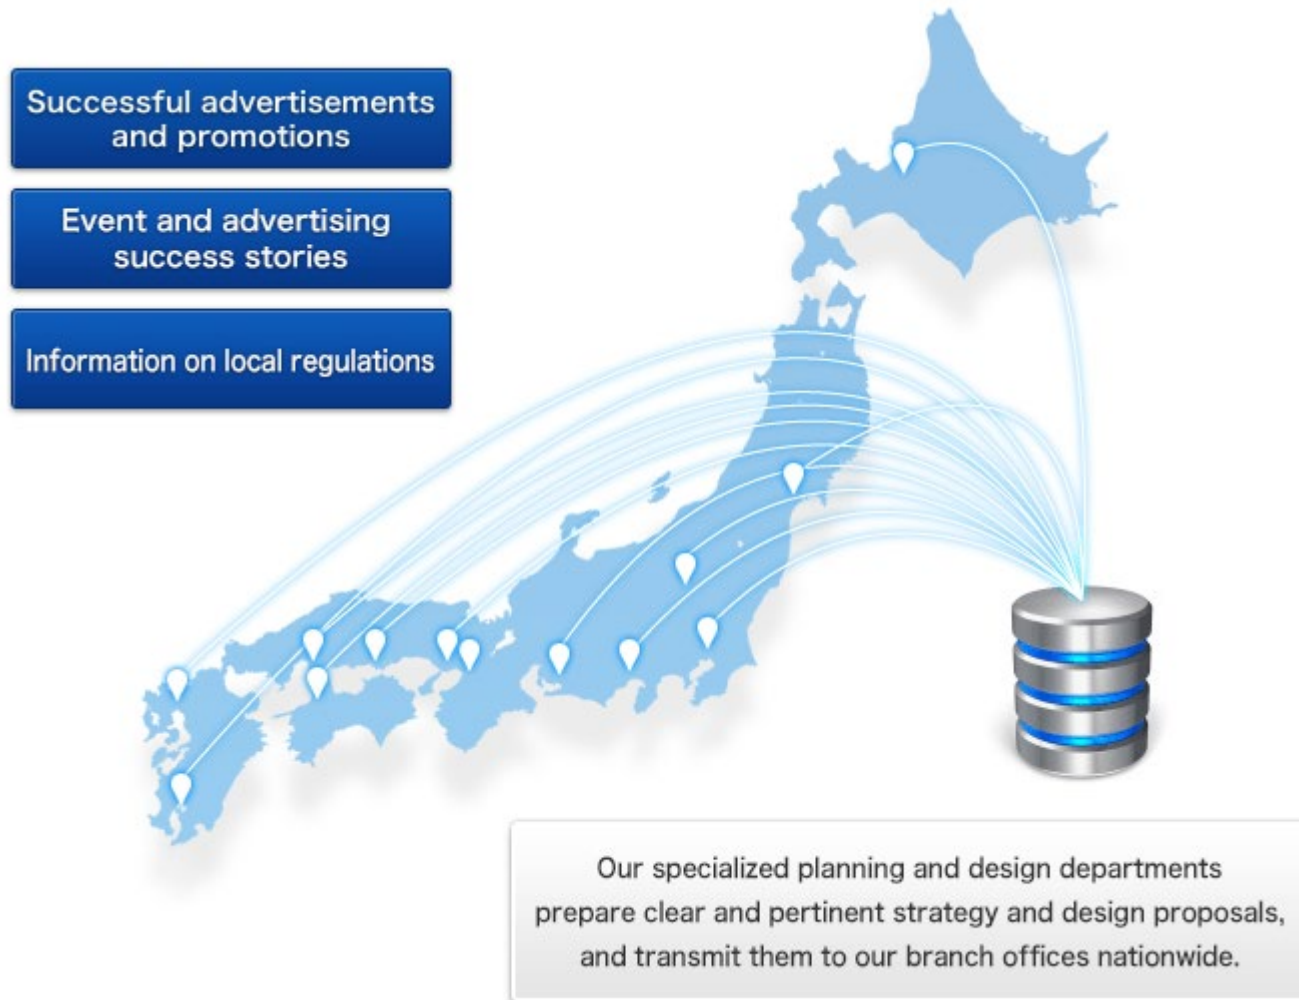 Successful advertisements
and promotions
Event and advertising
success stories
Information on local regulations
Our specialized planning and design departments
prepare clear and pertinent strategy and design proposals,
and transmit them to our branch offices nationwide.